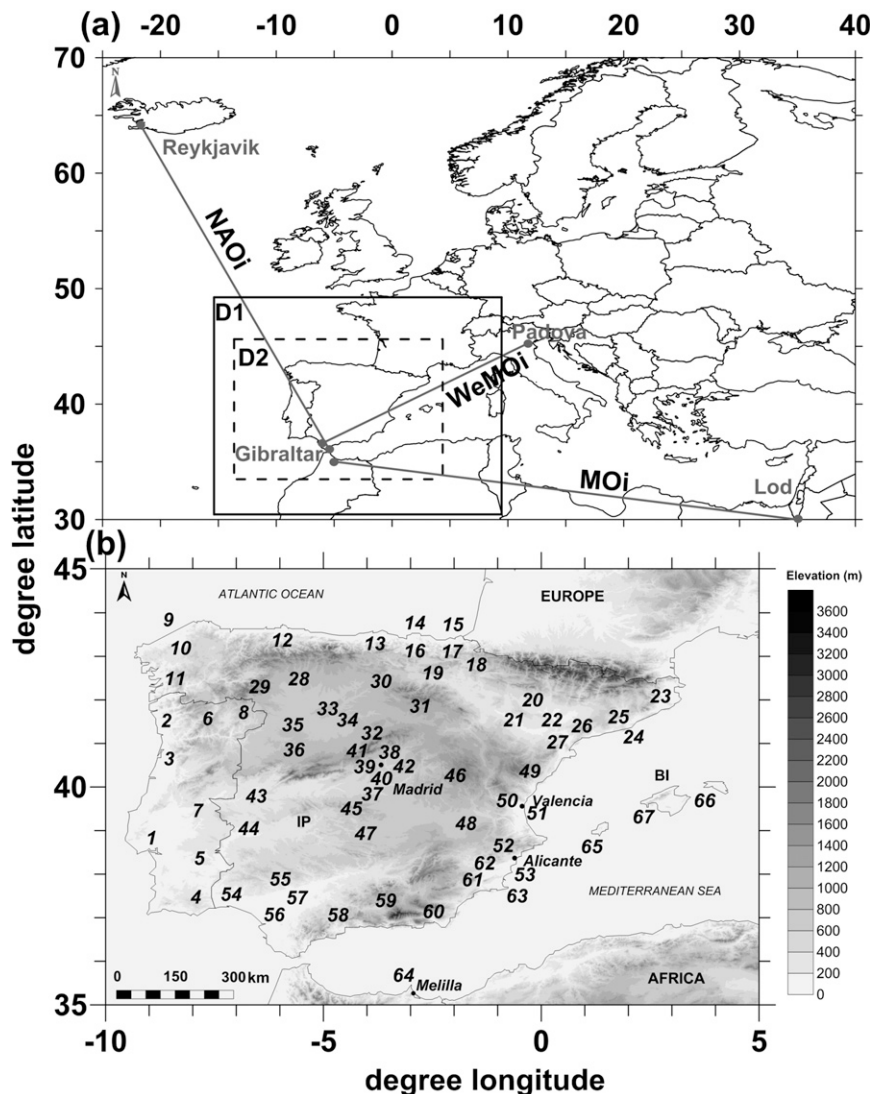 (a)
-20 -10 0 10 20 30 40
70
N
Reykjavik
60
NAOi
50
D1
Padova
D2
WeMOi
40
Gibraltar
MOi
Lod
30
degree latitude
(b)
45
N
ATLANTIC OCEAN
EUROPE
Elevation (m)
9 14 15
12
10 13 16 17
18
11 29 28 30 19
20 23
2 6 8 33 34 31 21 22 26 25
35 32 24
3 36 41 38 27
39 42 46 49
40 Madrid
40
BI
43 37 50 Valencia 66
7 45 51 67
44 IP 47 48
1 52 65
5 62 Alicante
55 61 53
4 54 57 59 63
56 58 60
MEDITERRANEAN SEA
64 Melilla
AFRICA
0 150 300 km
35
-10 -5 0 5
degree longitude
3600
3400
3200
3000
2800
2600
2400
2200
2000
1800
1600
1400
1200
1000
800
600
400
200
0